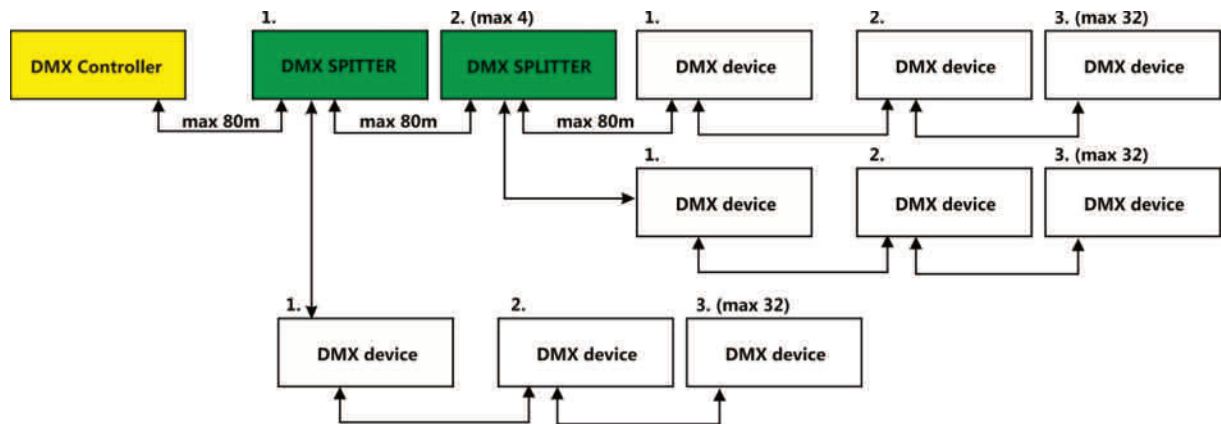 1. 2. (max 4) 1. 2. 3. (max 32)
DMX Controller DMX SPITTER DMX SPLITTER DMX device DMX device DMX device
max 80m max 80m max 80m
1. 2. 3. (max 32)
DMX device DMX device DMX device
1. 2. 3. (max 32)
DMX device DMX device DMX device